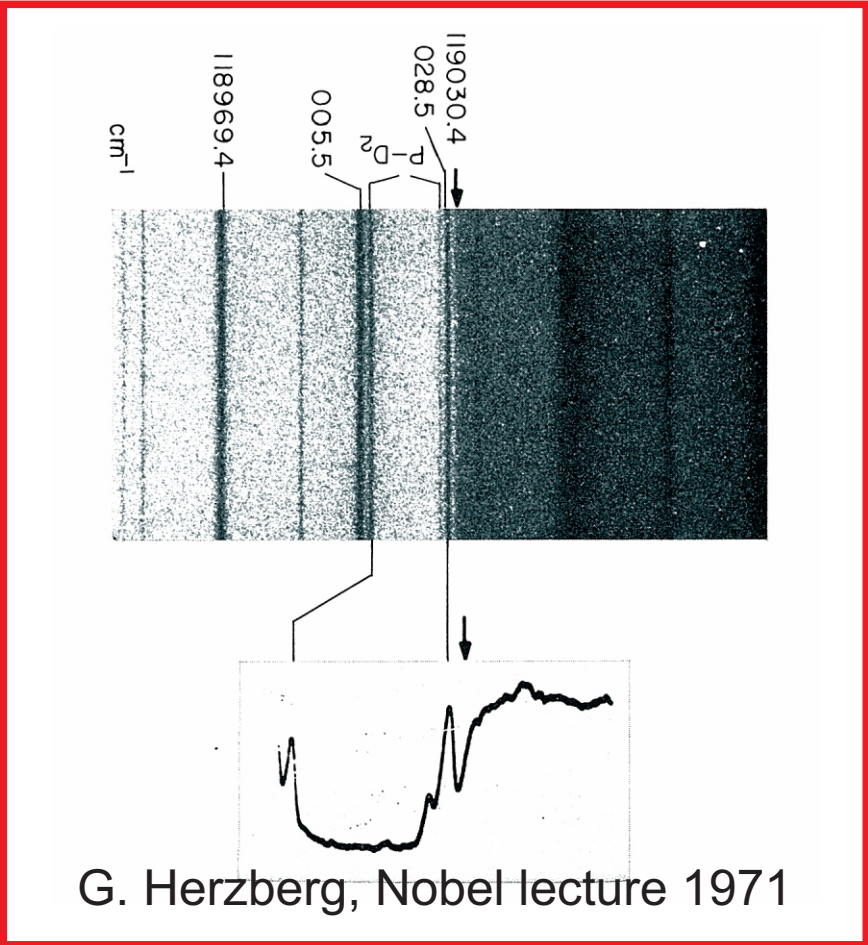 cm⁻¹
118969.4
005.5
p-D₂
028.5
119030.4
G. Herzberg, Nobel lecture 1971